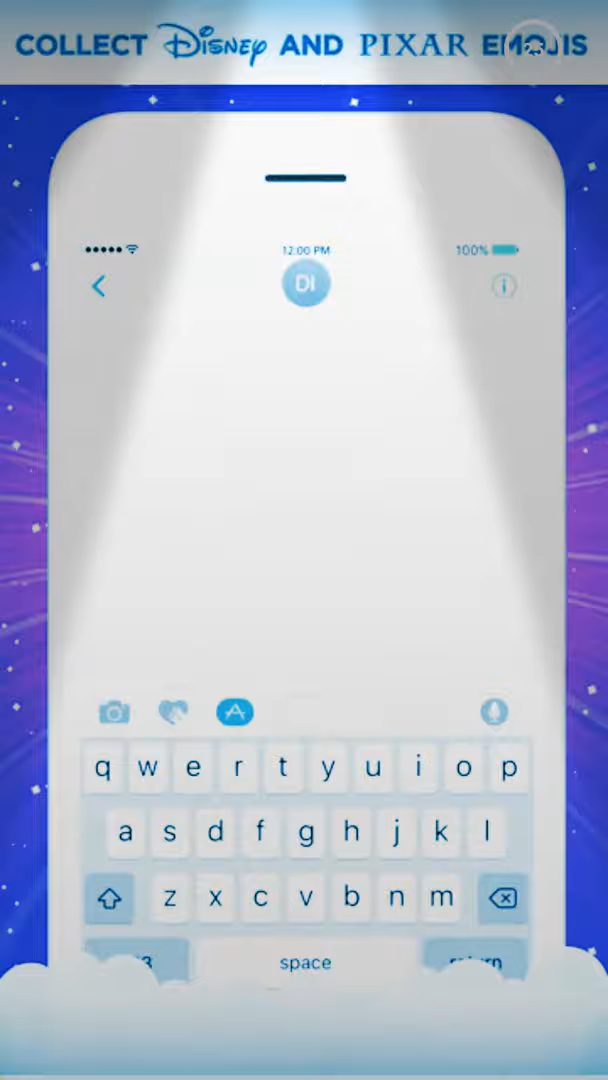 COLLECT Disney AND PIXAR EMOJIS
12:00 PM
100%
DI
q w e r t y u i o p
a s d f g h j k l
z x c v b n m
space